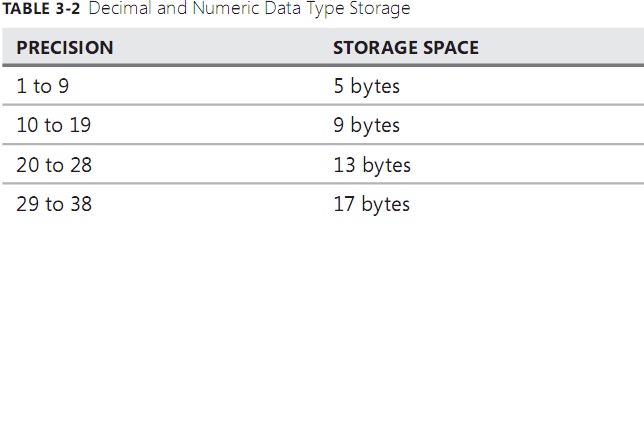 TABLE 3-2 Decimal and Numeric Data Type Storage
PRECISION STORAGE SPACE
1 to 9 5 bytes
10 to 19 9 bytes
20 to 28 13 bytes
29 to 38 17 bytes